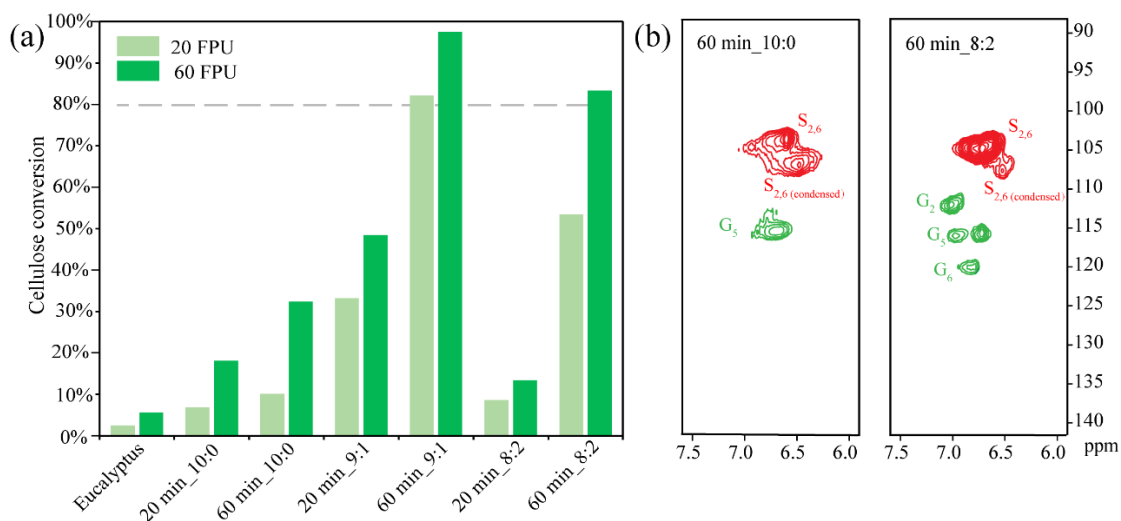 (a)
Cellulose conversion
100%
90%
80%
70%
60%
50%
40%
30%
20%
10%
0%
20 FPU
60 FPU
Eucalyptus
20 min_10:0
60 min_10:0
20 min_9:1
60 min_9:1
20 min_8:2
60 min_8:2
(b)
60 min_10:0
S2,6
S2,6 (condensed)
G5
7.5 7.0 6.5 6.0
60 min_8:2
S2,6
S2,6 (condensed)
G2
G5
G6
7.5 7.0 6.5 6.0
90
95
100
105
110
115
120
125
130
135
140
ppm